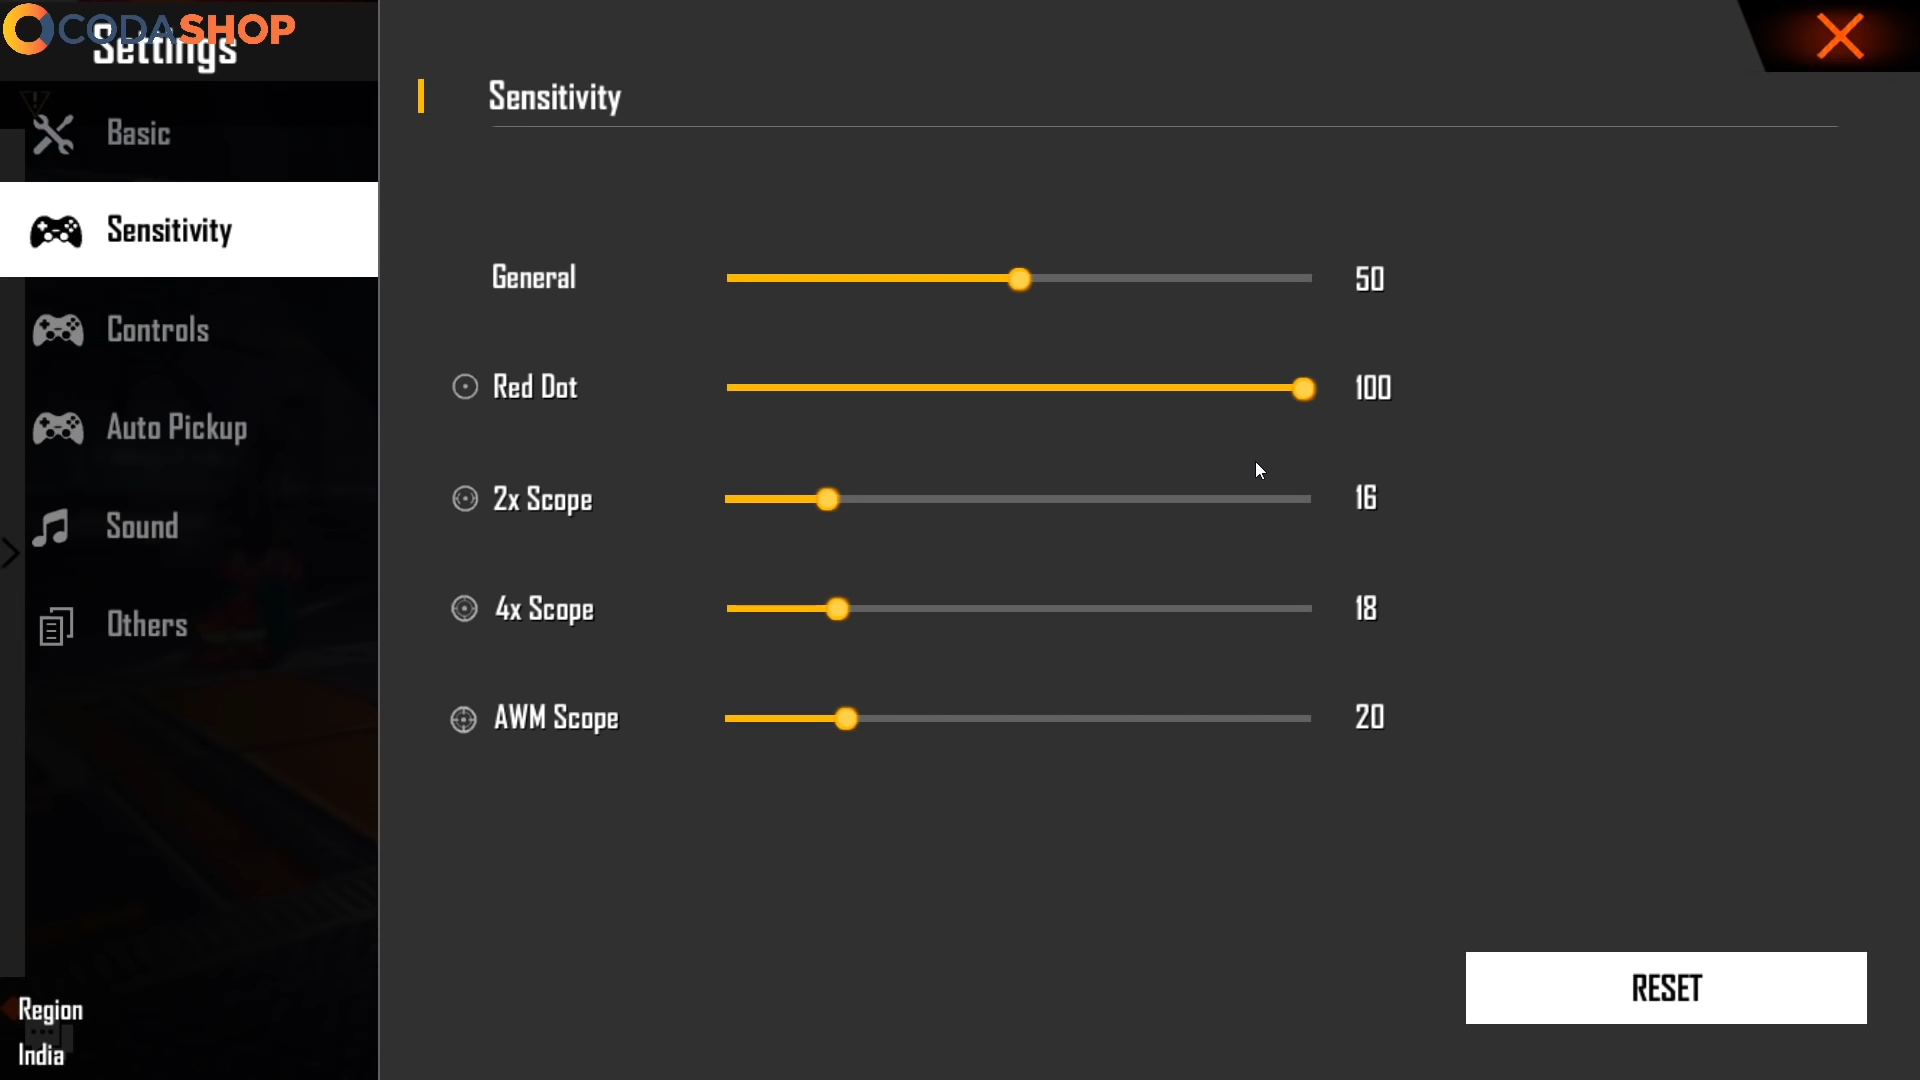 CODASHOP
Settings
Basic
Sensitivity
Controls
Auto Pickup
Sound
Others
Region
India
Sensitivity
General 50
Red Dot 100
2x Scope 16
4x Scope 18
AWM Scope 20
RESET